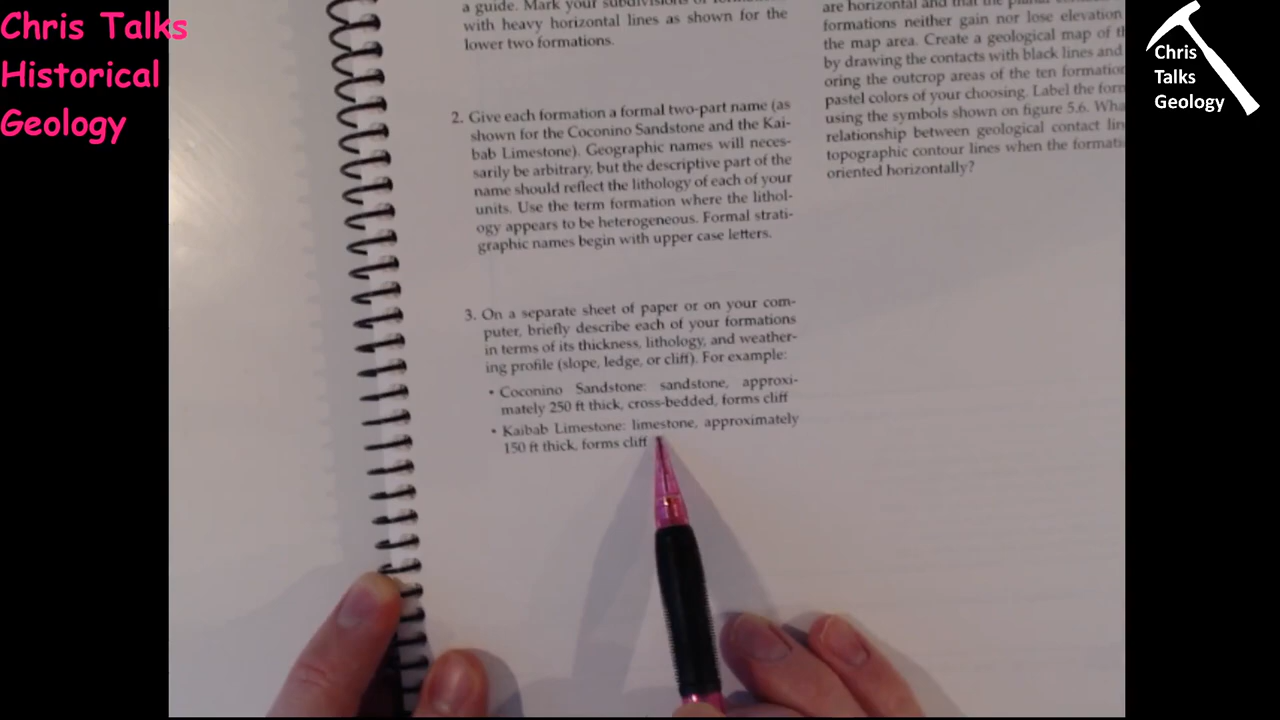 Chris Talks
Historical
Geology
Chris
Talks
Geology
a guide. Mark your subdivisions of
with heavy horizontal lines as shown for the
lower two formations.
2. Give each formation a formal two-part name (as
shown for the Coconino Sandstone and the Kai-
bab Limestone). Geographic names will neces-
sarily be arbitrary, but the descriptive part of the
name should reflect the lithology of each of your
units. Use the term formation where the lithol-
ogy appears to be heterogeneous. Formal strati-
graphic names begin with upper case letters.
3. On a separate sheet of paper or on your com-
puter, briefly describe each of your formations
in terms of its thickness, lithology, and weather-
ing profile (slope, ledge, or cliff). For example:
• Coconino Sandstone: sandstone, approxi-
mately 250 ft thick, cross-bedded, forms cliff
• Kaibab Limestone: limestone, approximately
150 ft thick, forms cliff
are horizontal and that the
formations neither gain nor lose elevation
the map area. Create a geological map of
by drawing the contacts with black lines and
oring the outcrop areas of the ten
pastel colors of your choosing. Label the
using the symbols shown on figure 5.6.
relationship between geological contact
topographic contour lines when the
oriented horizontally?